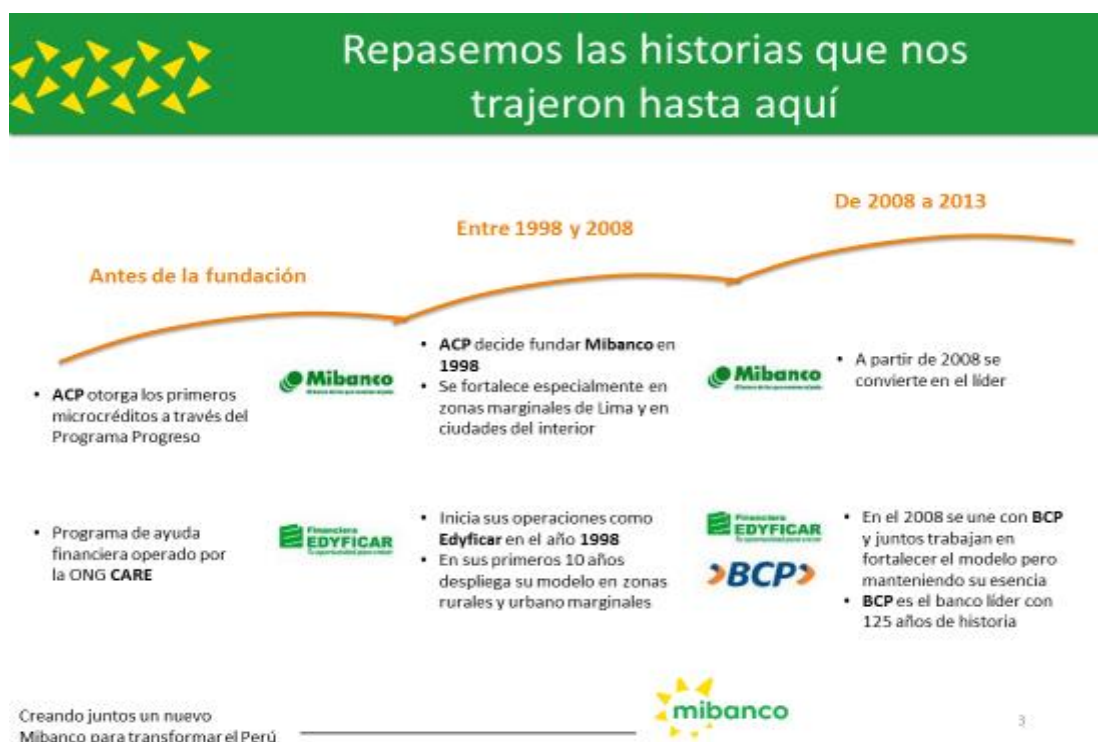 Repasemos las historias que nos
trajeron hasta aquí
De 2008 a 2013
Entre 1998 y 2008
Antes de la fundación
• ACP otorga los primeros
microcréditos a través del
Programa Progreso
Mibanco
• ACP decide fundar Mibanco en
1998
• Se fortalece especialmente en
zonas marginales de Lima y en
ciudades del interior
Mibanco
• A partir de 2008 se
convierte en el líder
• Programa de ayuda
financiera operado por
la ONG CARE
Financiera
EDYFICAR
• Inicia sus operaciones como
Edyficar en el año 1998
• En sus primeros 10 años
despliega su modelo en zonas
rurales y urbano marginales
Financiera
EDYFICAR
BCP
• En el 2008 se une con BCP
y juntos trabajan en
fortalecer el modelo pero
manteniendo su esencia
• BCP es el banco líder con
125 años de historia
Creando juntos un nuevo
Mibanco para transformar el Perú
mibanco
3